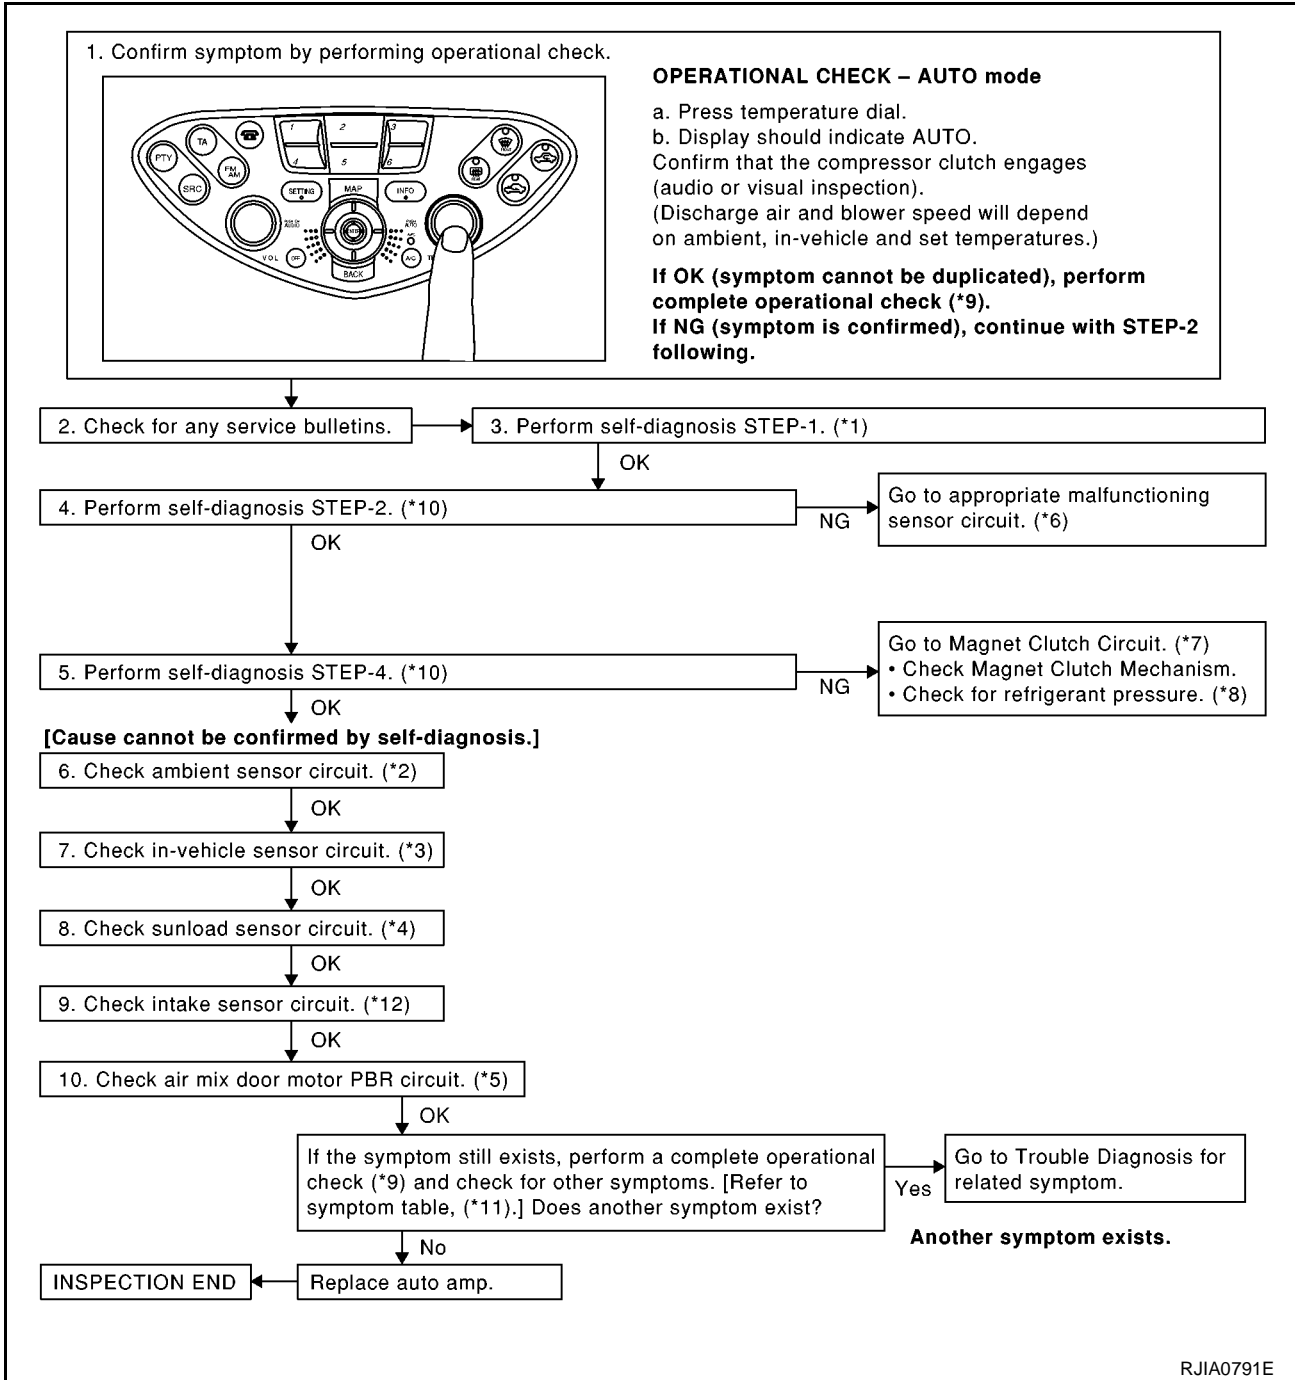 1. Confirm symptom by performing operational check.
TA
PTY
FM
AM
SRC
1
2
3
4
5
6
SETTING
MAP
INFO
ENTER
VOL
OFF
BACK
A/C
OPERATIONAL CHECK – AUTO mode
a. Press temperature dial.
b. Display should indicate AUTO.
Confirm that the compressor clutch engages
(audio or visual inspection).
(Discharge air and blower speed will depend
on ambient, in-vehicle and set temperatures.)
If OK (symptom cannot be duplicated), perform
complete operational check (*9).
If NG (symptom is confirmed), continue with STEP-2
following.
2. Check for any service bulletins.
3. Perform self-diagnosis STEP-1. (*1)
OK
4. Perform self-diagnosis STEP-2. (*10)
NG
Go to appropriate malfunctioning
sensor circuit. (*6)
OK
5. Perform self-diagnosis STEP-4. (*10)
NG
Go to Magnet Clutch Circuit. (*7)
• Check Magnet Clutch Mechanism.
• Check for refrigerant pressure. (*8)
OK
[Cause cannot be confirmed by self-diagnosis.]
6. Check ambient sensor circuit. (*2)
OK
7. Check in-vehicle sensor circuit. (*3)
OK
8. Check sunload sensor circuit. (*4)
OK
9. Check intake sensor circuit. (*12)
OK
10. Check air mix door motor PBR circuit. (*5)
OK
If the symptom still exists, perform a complete operational
check (*9) and check for other symptoms. [Refer to
symptom table, (*11).] Does another symptom exist?
Yes
Go to Trouble Diagnosis for
related symptom.
Another symptom exists.
No
Replace auto amp.
INSPECTION END
RJIA0791E